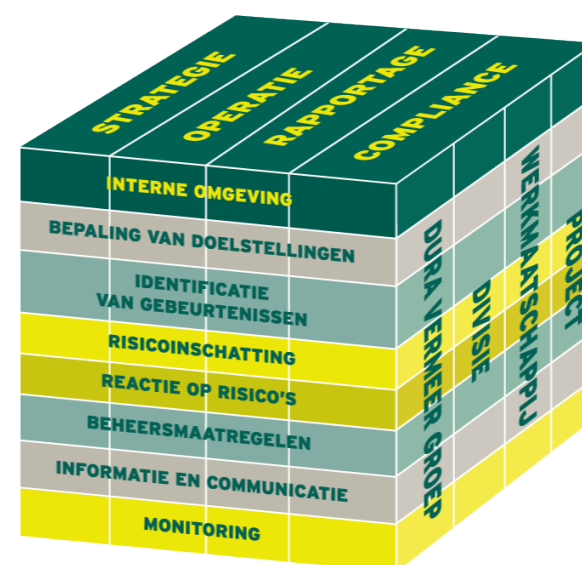 STRATEGIE
OPERATIE
RAPPORTAGE
COMPLIANCE
INTERNE OMGEVING
BEPALING VAN DOELSTELLINGEN
IDENTIFICATIE
VAN GEBEURTENISSEN
RISICOINSCHATTING
REACTIE OP RISICO'S
BEHEERSMAATREGELEN
INFORMATIE EN COMMUNICATIE
MONITORING
DURA VERMEER GROEP
DIVISIE
WERKMAATSCHAPPIJ
PROJECT